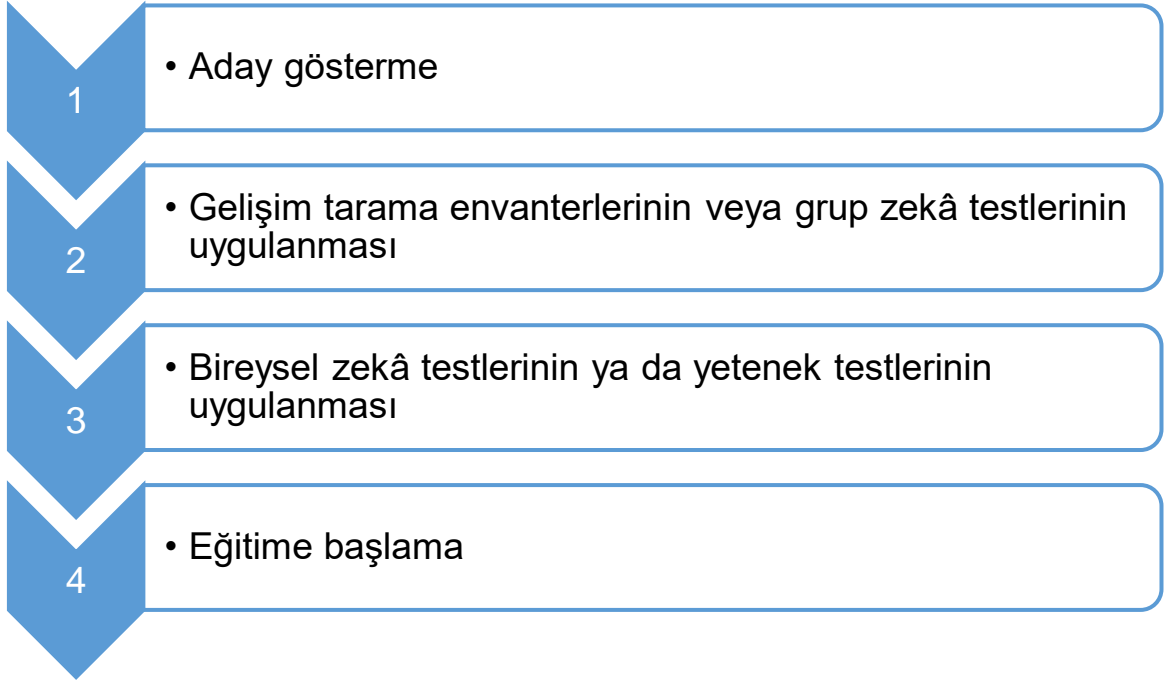 1
• Aday gösterme
2
• Gelişim tarama envanterlerinin veya grup zekâ testlerinin
uygulanması
3
• Bireysel zekâ testlerinin ya da yetenek testlerinin
uygulanması
4
• Eğitime başlama